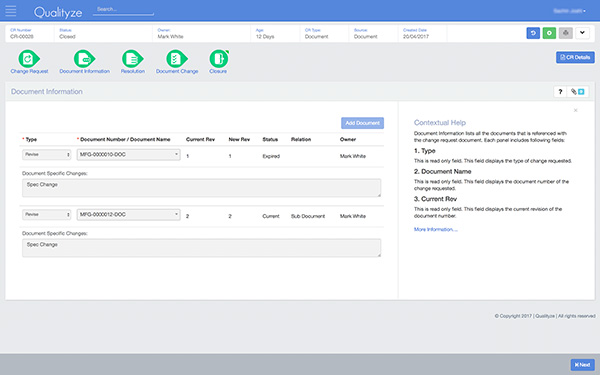 Qualityze
Search...
Sachin Joshi
CR Number Status Owner Age CR Type Source Created Date
CR-00028 Closed Mark White 12 Days Document Document 20/04/2017
Change Request Document Information Resolution Document Change Closure
CR Details
Document Information
?
Add Document
* Type * Document Number / Document Name Current Rev New Rev Status Relation Owner
Revise MFG-0000010-DOC 1 1 Expired Mark White
Document Specific Changes:
Spec Change
Revise MFG-0000012-DOC 2 2 Current Sub Document Mark White
Document Specific Changes:
Spec Change
Contextual Help
Document Information lists all the documents that is referenced with
the change request document. Each panel includes following fields.
1. Type
This is read only field. This field displays the type of change requested.
2. Document Name
This is read only field. This field displays the document number of the
change requested.
3. Current Rev
This is read only field. This field displays the current revision of the
document number.
More Information....
© Copyright 2017 | Qualityze | All rights reserved
Next